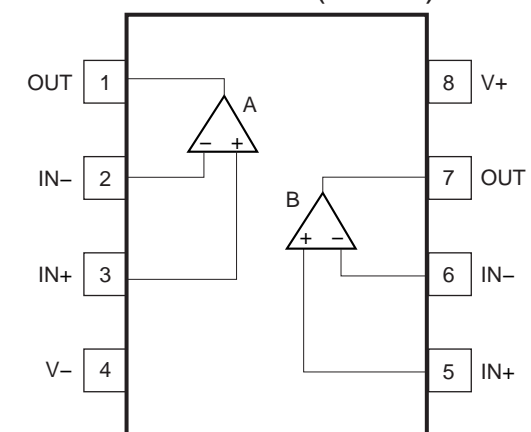 OUT 1
8 V+
A
IN− 2
− +
7 OUT
B
+ −
IN+ 3
6 IN−
V− 4
5 IN+